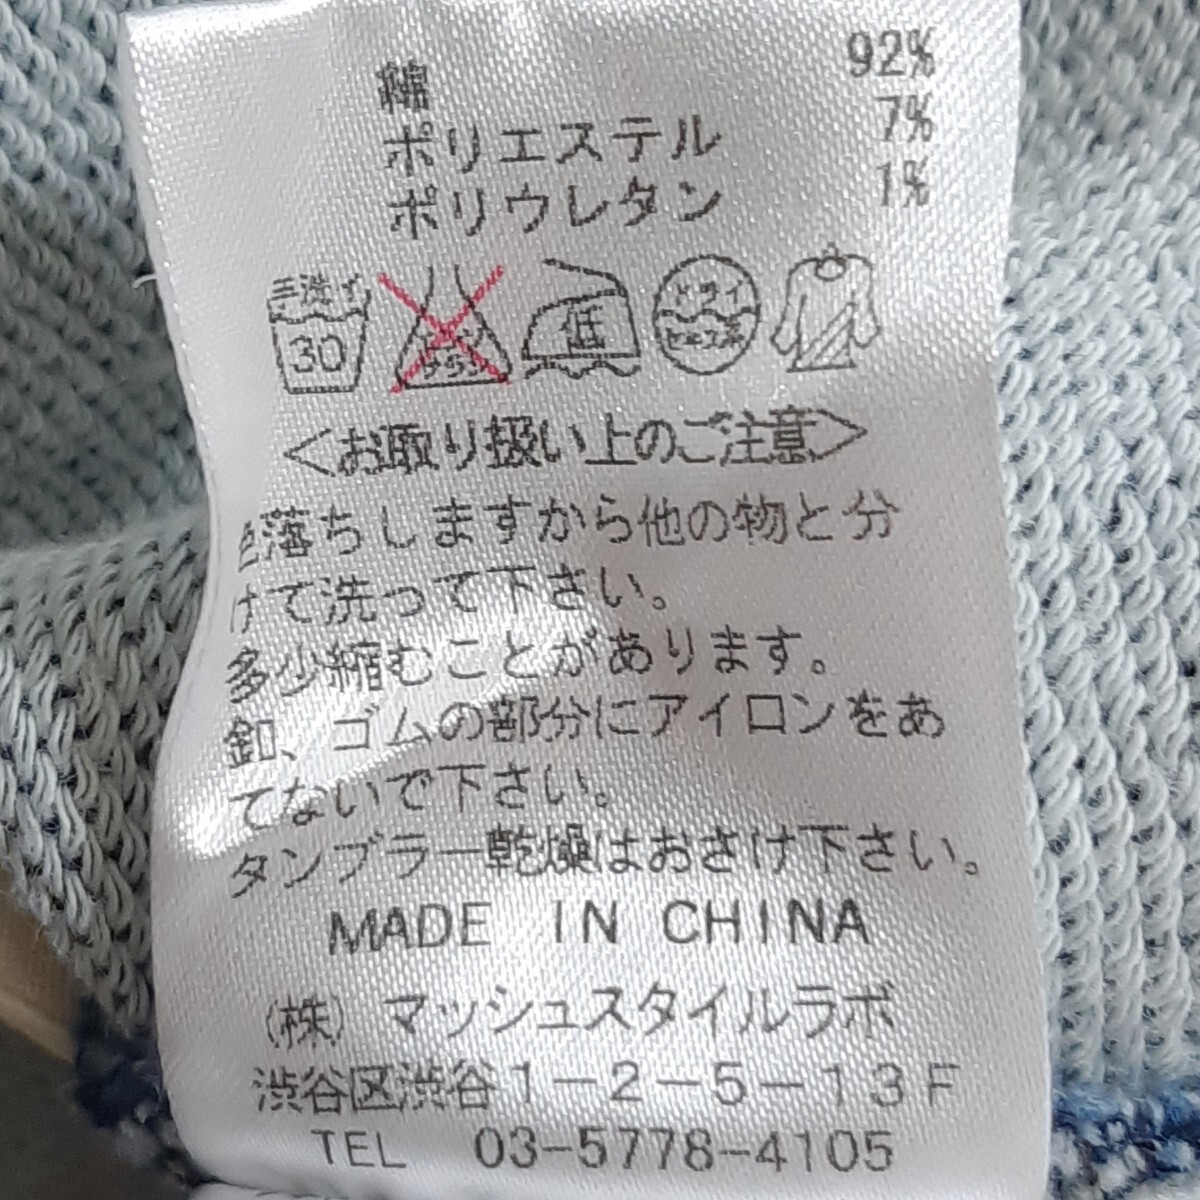 綿 92%
ポリエステル 7%
ポリウレタン 1%
手洗イ 30
低
ドライ
<お取り扱い上のご注意>
色落ちしますから他の物と分
けて洗って下さい。
多少縮むことがあります。
釦、ゴムの部分にアイロンをあ
てないで下さい。
タンブラー乾燥はおさけ下さい。
MADE IN CHINA
(株) マッシュスタイルラボ
渋谷区渋谷1-2-5-13F
TEL 03-5778-4105